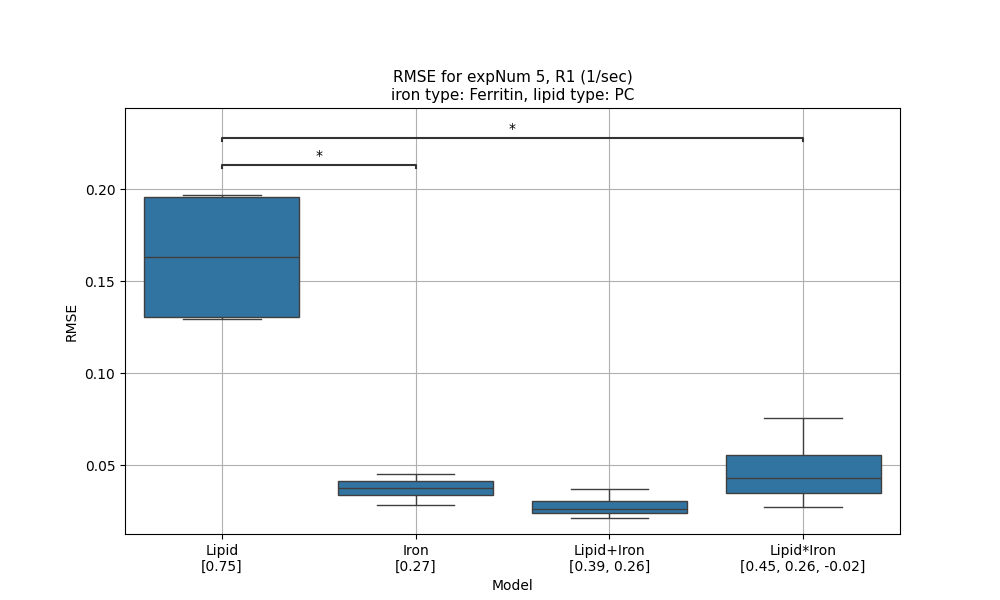 RMSE for expNum 5, R1 (1/sec)
iron type: Ferritin, lipid type: PC
*
*
0.20
0.15
0.10
0.05
RMSE
Lipid
[0.75]
Iron
[0.27]
Lipid+Iron
[0.39, 0.26]
Lipid*Iron
[0.45, 0.26, -0.02]
Model